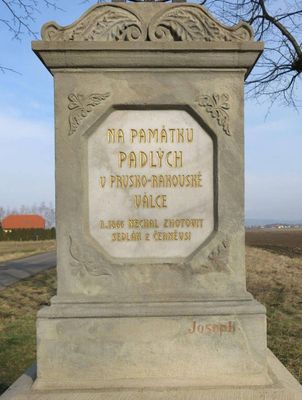 NA PAMÁTKU
PADLÝCH
V PRUSKO-RAKOUSKÉ
VÁLCE
R.1866 NECHAL ZHOTOVIT
SEDLÁK Z ČERNĚVSI
Joseph